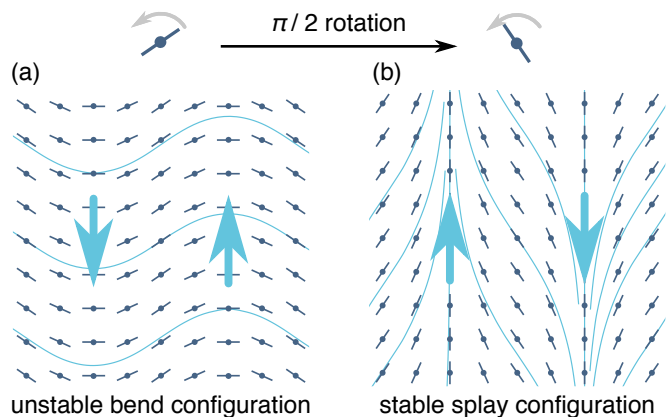 π / 2 rotation
(a)
(b)
unstable bend configuration
stable splay configuration